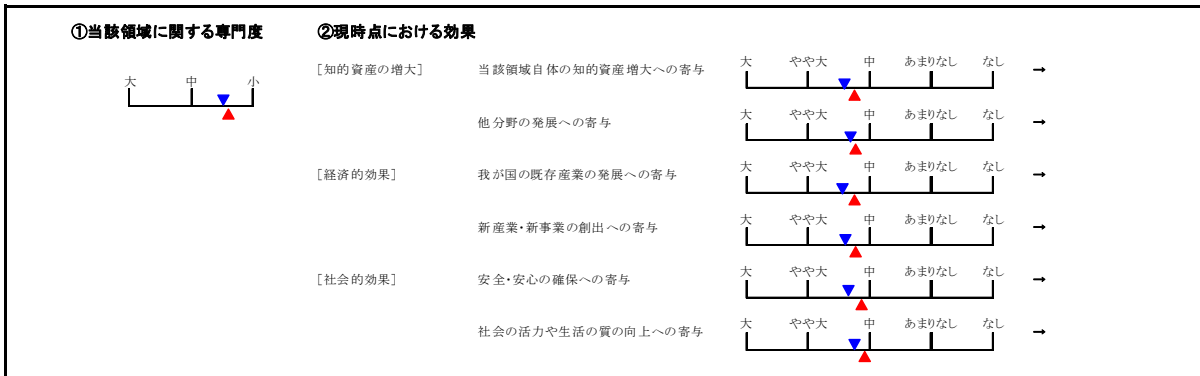 ①当該領域に関する専門度 ②現時点における効果
大 中 小
[知的資産の増大] 当該領域自体の知的資産増大への寄与 大 やや大 中 あまりなし なし →
他分野の発展への寄与 大 やや大 中 あまりなし なし →
[経済的効果] 我が国の既存産業の発展への寄与 大 やや大 中 あまりなし なし →
新産業・新事業の創出への寄与 大 やや大 中 あまりなし なし →
[社会的効果] 安全・安心の確保への寄与 大 やや大 中 あまりなし なし →
社会の活力や生活の質の向上への寄与 大 やや大 中 あまりなし なし →